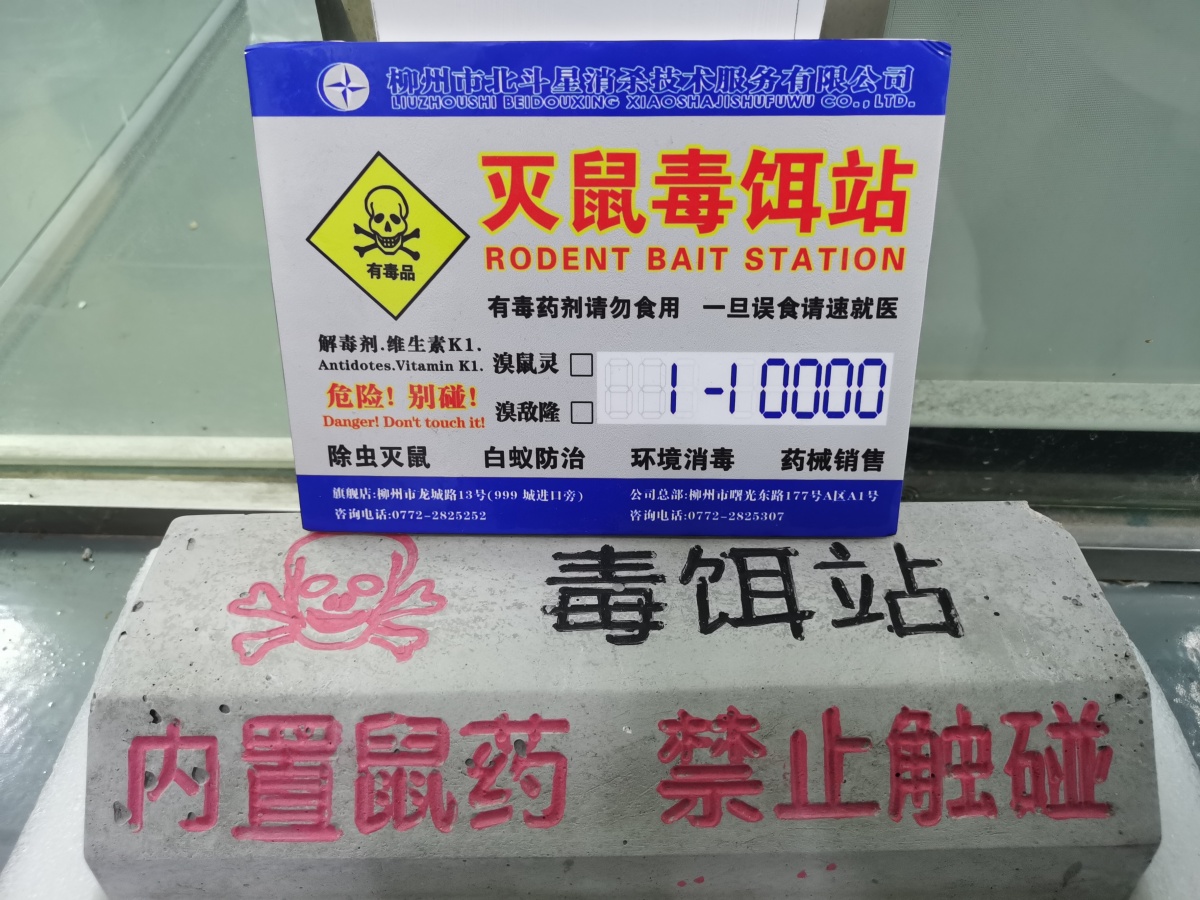 柳州市北斗星消杀技术服务有限公司
LIUZHOUSHI BEIDOUXING XIAOSHAJISHUFUWU CO.,LTD.
灭鼠毒饵站
RODENT BAIT STATION
有毒品
有毒药剂请勿食用 一旦误食请速就医
解毒剂.维生素K1.
Antidotes.Vitamin K1.
溴鼠灵 □
1-10000
危险！别碰！
Danger! Don't touch it!
溴敌隆 □
除虫灭鼠 白蚁防治 环境消毒 药械销售
旗舰店:柳州市龙城路13号(999 城进口旁)
咨询电话:0772-2825252
公司总部:柳州市曙光东路177号A区A1号
咨询电话:0772-2825307
毒饵站
内置鼠药 禁止触碰